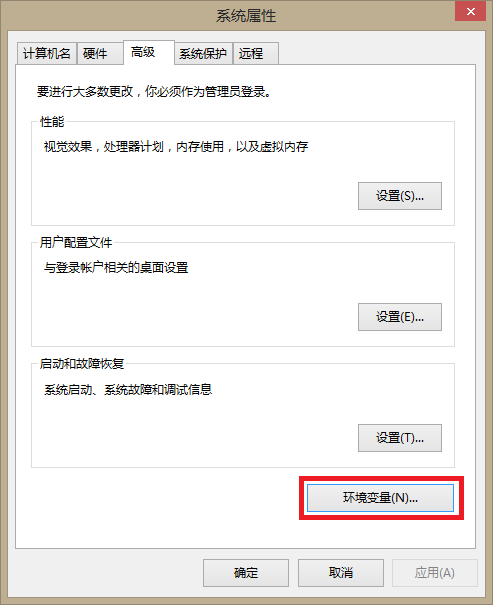 系统属性
计算机名 硬件 高级 系统保护 远程
要进行大多数更改，你必须作为管理员登录。
性能
视觉效果，处理器计划，内存使用，以及虚拟内存
设置(S)...
用户配置文件
与登录帐户相关的桌面设置
设置(E)...
启动和故障恢复
系统启动、系统故障和调试信息
设置(T)...
环境变量(N)...
确定 取消 应用(A)